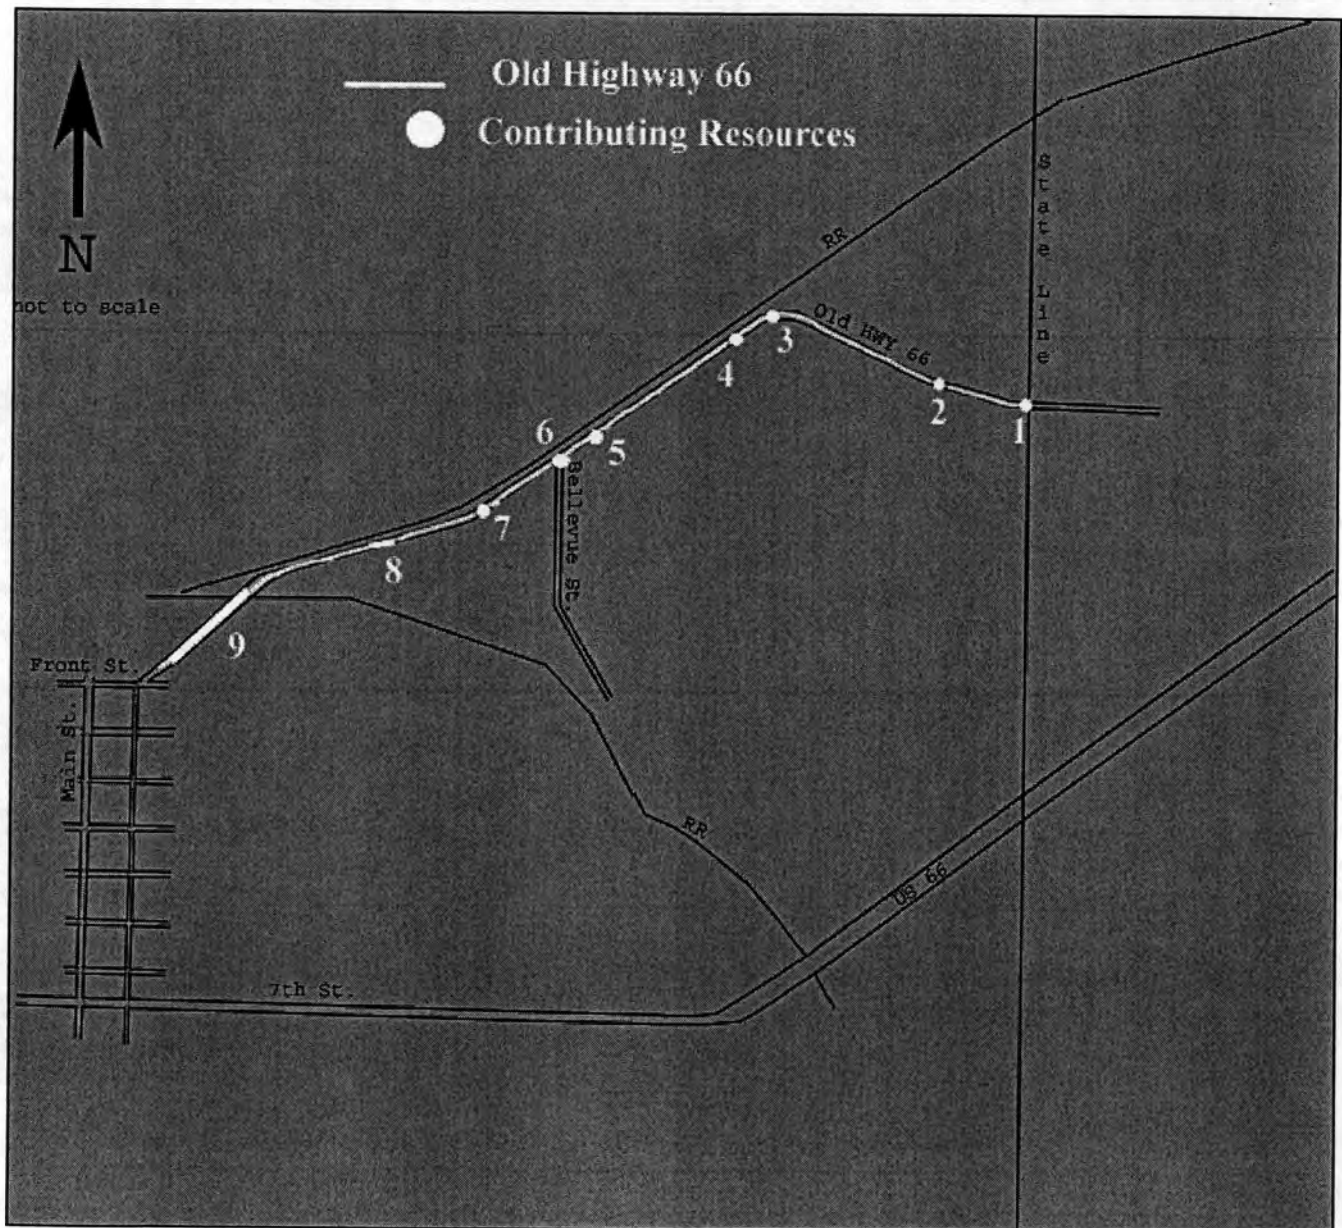 Old Highway 66
Contributing Resources
N
not to scale
State Line
RR
Old HWY 66
3
4
2
1
6
5
Bellevue St.
7
8
9
Front St.
Main St.
RR
US 66
7th St.